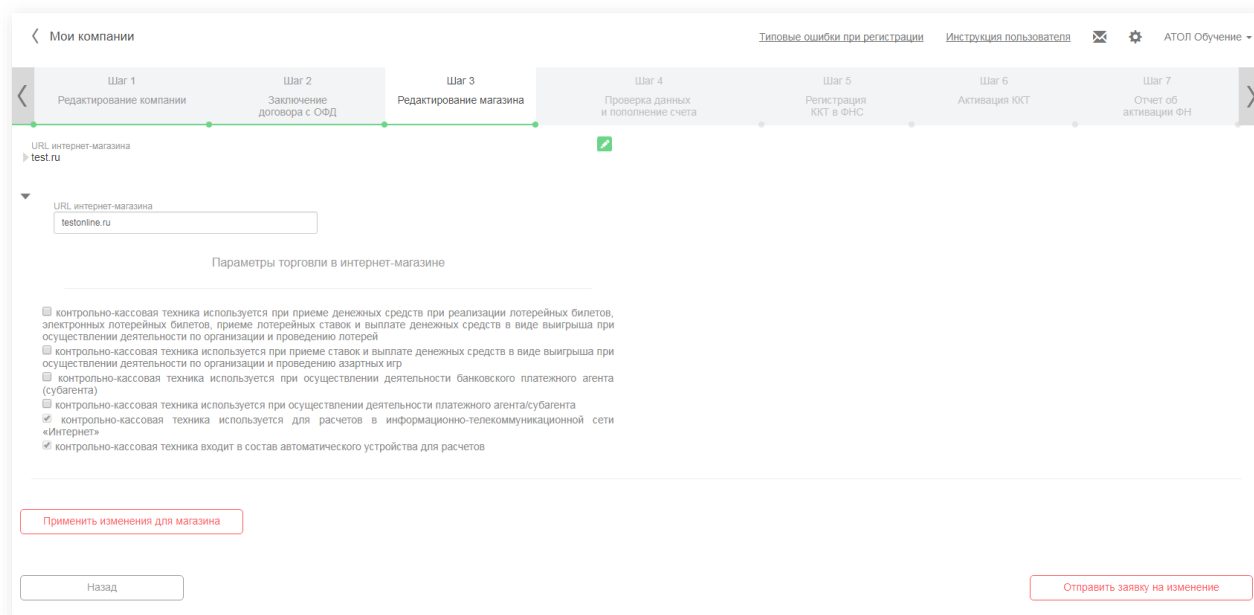 Мои компании
Типовые ошибки при регистрации
Инструкция пользователя
АТОЛ Обучение
Шаг 1
Редактирование компании
Шаг 2
Заключение
договора с ОФД
Шаг 3
Редактирование магазина
Шаг 4
Проверка данных
и пополнение счета
Шаг 5
Регистрация
ККТ в ФНС
Шаг 6
Активация ККТ
Шаг 7
Отчет об
активации ФН
URL интернет-магазина
test.ru
URL интернет-магазина
testonline.ru
Параметры торговли в интернет-магазине
контрольно-кассовая техника используется при приеме денежных средств при реализации лотерейных билетов,
электронных лотерейных билетов, приеме лотерейных ставок и выплате денежных средств в виде выигрыша при
осуществлении деятельности по организации и проведению лотерей
контрольно-кассовая техника используется при приеме ставок и выплате денежных средств в виде выигрыша при
осуществлении деятельности по организации и проведению азартных игр
контрольно-кассовая техника используется при осуществлении деятельности банковского платежного агента
(субагента)
контрольно-кассовая техника используется при осуществлении деятельности платежного агента/субагента
контрольно-кассовая техника используется для расчетов в информационно-телекоммуникационной сети
«Интернет»
контрольно-кассовая техника входит в состав автоматического устройства для расчетов
Применить изменения для магазина
Назад
Отправить заявку на изменение